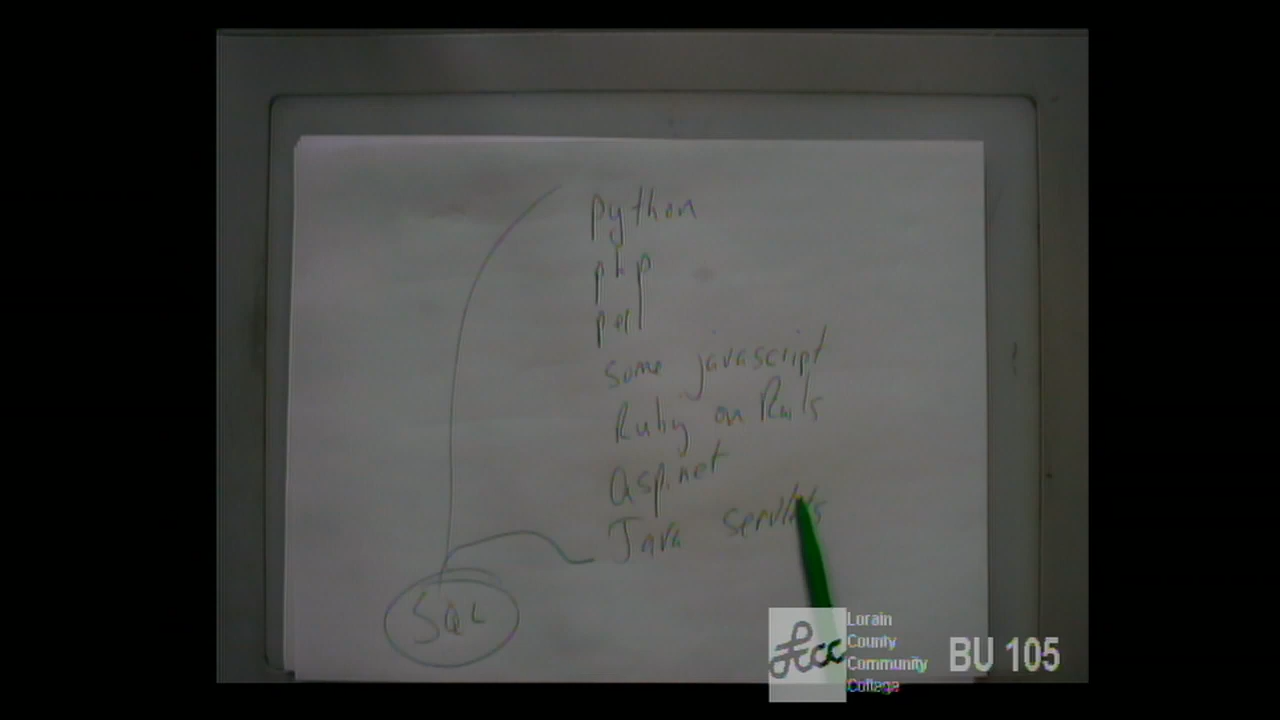 python
php
perl
some javascript
Ruby on Rails
asp.net
Java servlets
SQL
Lorain
County
Community
College
lccc
BU 105